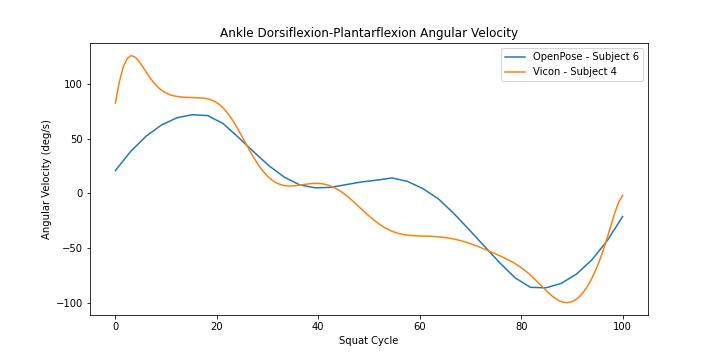 Ankle Dorsiflexion-Plantarflexion Angular Velocity
OpenPose - Subject 6
Vicon - Subject 4
Angular Velocity (deg/s)
100
50
0
−50
−100
0 20 40 60 80 100
Squat Cycle